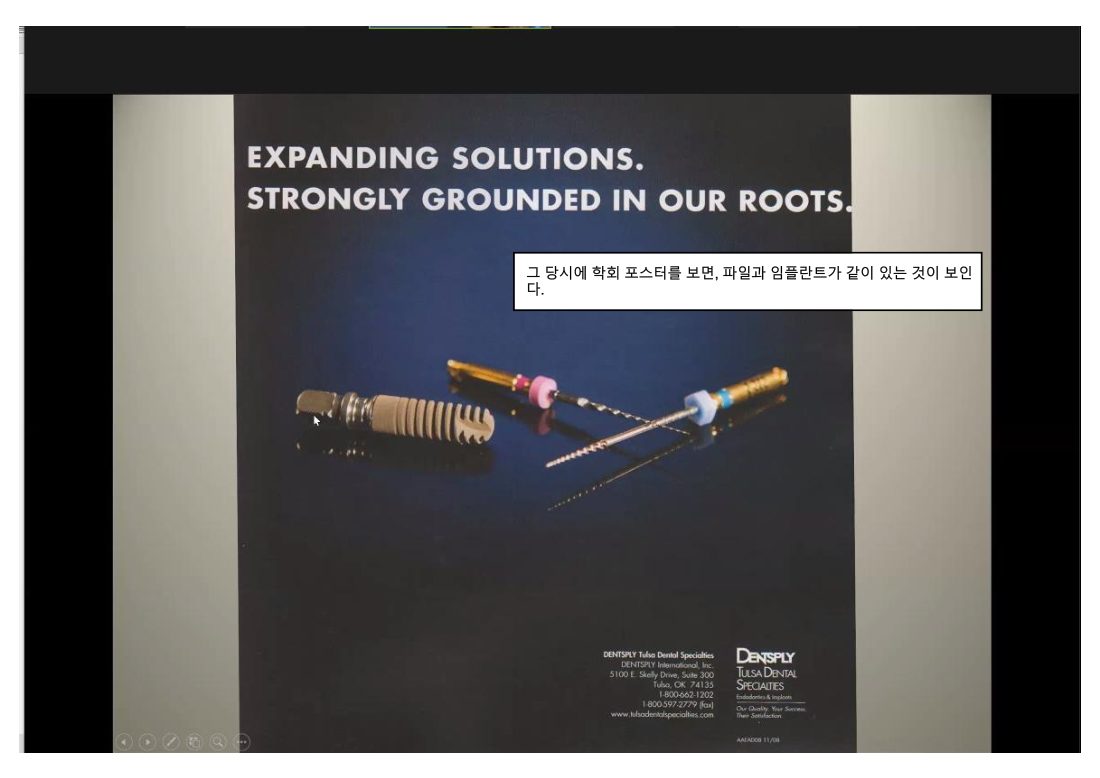 EXPANDING SOLUTIONS.
STRONGLY GROUNDED IN OUR ROOTS.
그 당시에 학회 포스터를 보면, 파일과 임플란트가 같이 있는 것이 보인
다.
DENTSPLY Tulsa Dental Specialties
DENTSPLY International, Inc.
5100 E. Skelly Drive, Suite 300
Tulsa, OK 74135
1-800-662-1202
1-800-597-2779 (fax)
www.tulsadentalspecialties.com
DENTSPLY
TULSA DENTAL
SPECIALTIES
Endodontics & Implants
Our Quality. Your Success.
Their Satisfaction.
AAEAD08 11/08